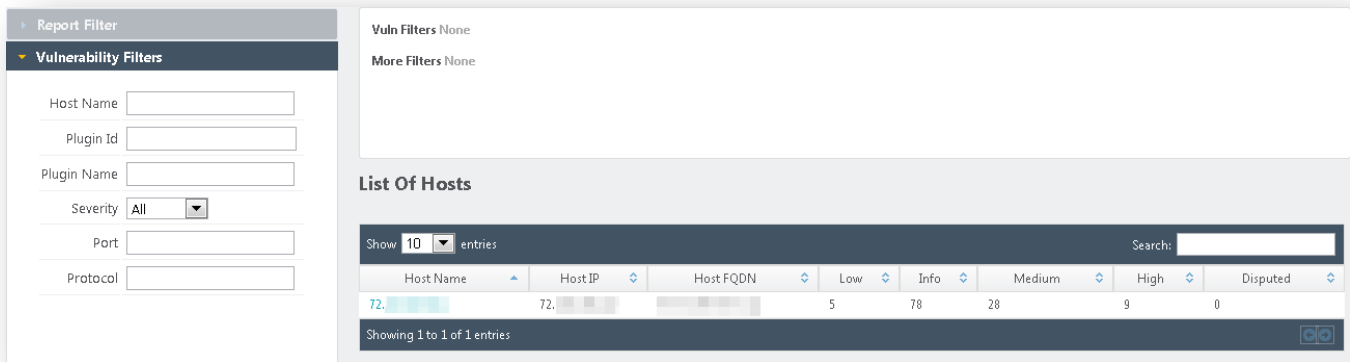 Report Filter
Vulnerability Filters
Host Name
Plugin Id
Plugin Name
Severity All
Port
Protocol
Vuln Filters None
More Filters None
List Of Hosts
Show 10 entries Search:
Host Name Host IP Host FQDN Low Info Medium High Disputed
72. 72. 5 78 28 9 0
Showing 1 to 1 of 1 entries